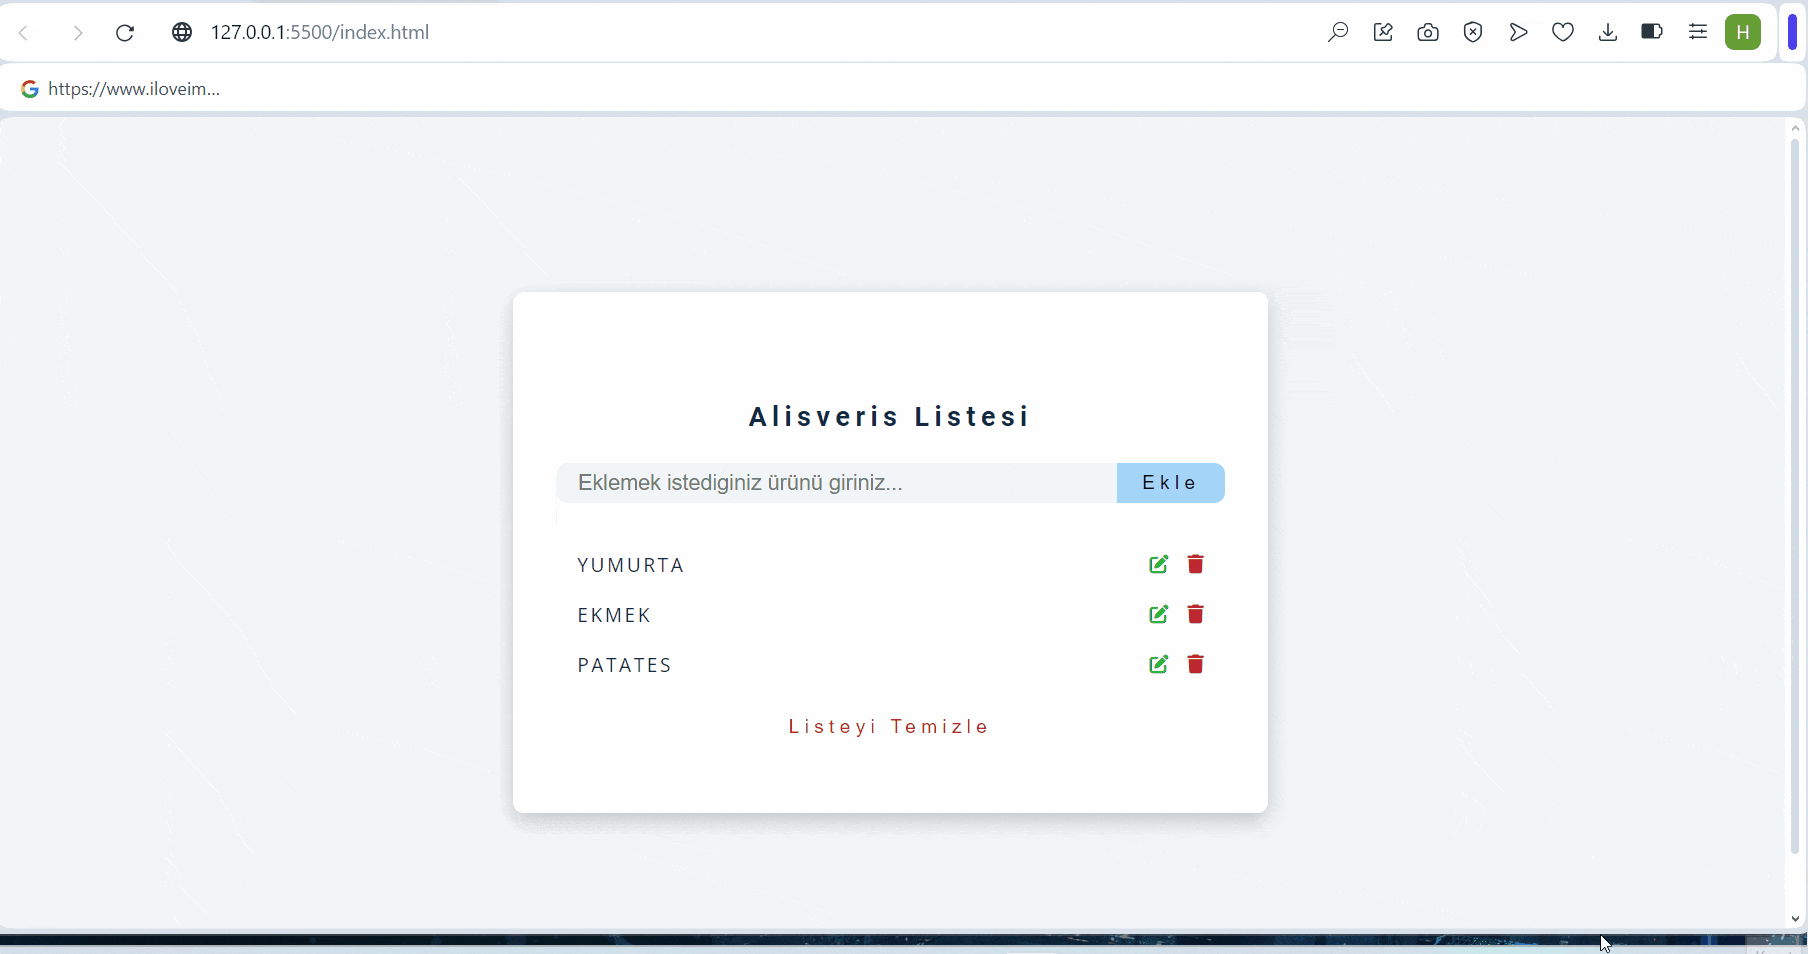 127.0.0.1:5500/index.html
H
https://www.iloveim...
Alisveris Listesi
Eklemek istediginiz ürünü giriniz...
Ekle
YUMURTA
EKMEK
PATATES
Listeyi Temizle